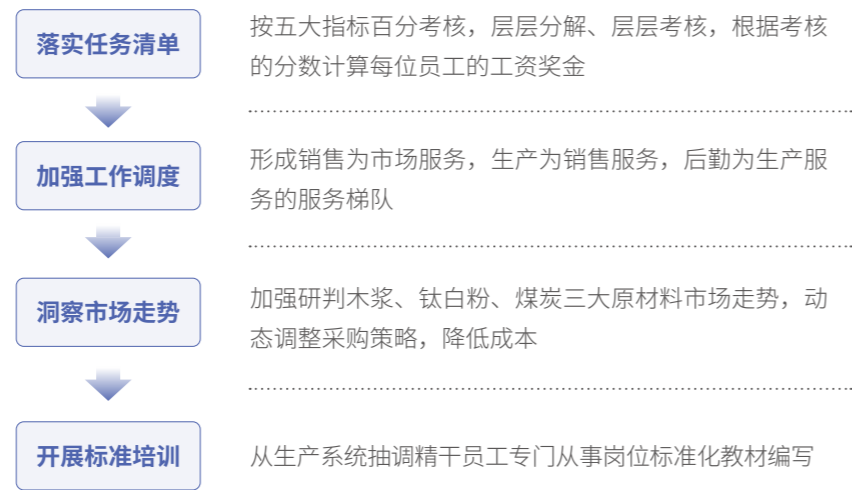 落实任务清单
按五大指标百分考核，层层分解、层层考核，根据考核
的分数计算每位员工的工资奖金
加强工作调度
形成销售为市场服务，生产为销售服务，后勤为生产服
务的服务梯队
洞察市场走势
加强研判木浆、钛白粉、煤炭三大原材料市场走势，动
态调整采购策略，降低成本
开展标准培训
从生产系统抽调精干员工专门从事岗位标准化教材编写